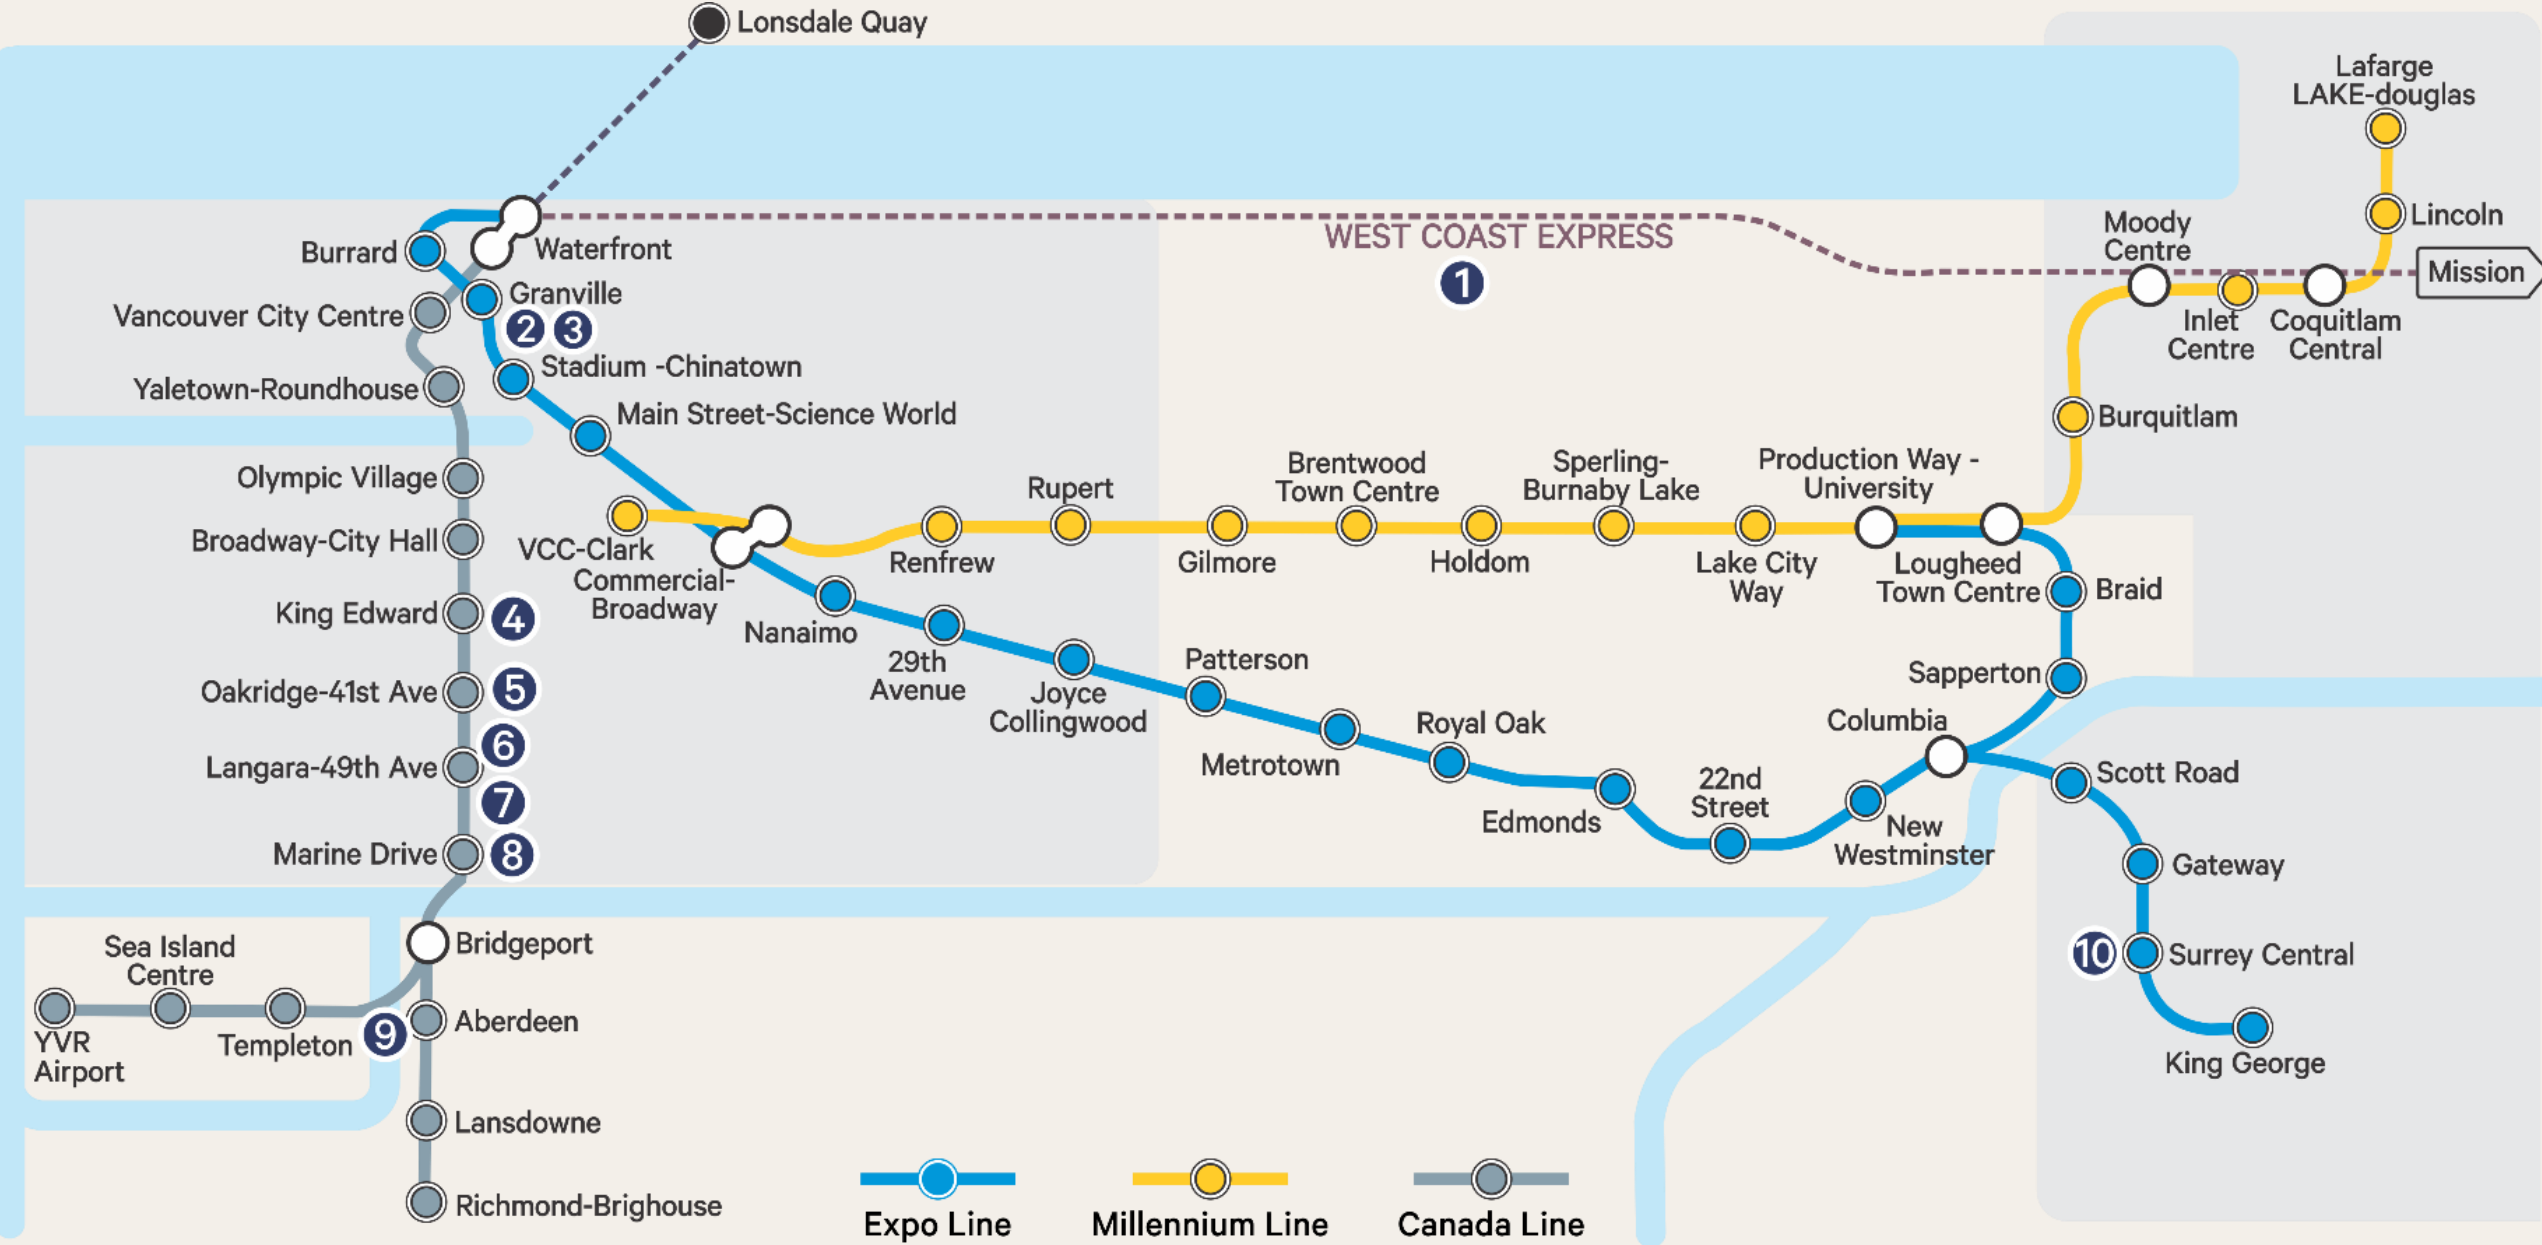 Lonsdale Quay
Lafarge
LAKE-douglas
Lincoln
Moody
Centre
Burrard
Waterfront
WEST COAST EXPRESS
Mission
1
Vancouver City Centre
Granville
2 3
Inlet
Centre
Coquitlam
Central
Stadium -Chinatown
Yaletown-Roundhouse
Main Street-Science World
Burquitlam
Olympic Village
Rupert
Brentwood
Town Centre
Sperling-
Burnaby Lake
Production Way -
University
Broadway-City Hall
VCC-Clark
Commercial-
Broadway
Renfrew
Gilmore
Holdom
Lake City
Way
Lougheed
Town Centre
Braid
King Edward
4
Nanaimo
29th
Avenue
Joyce
Collingwood
Patterson
Sapperton
Oakridge-41st Ave
5
Metrotown
Royal Oak
Columbia
Langara-49th Ave
6
7
Edmonds
22nd
Street
New
Westminster
Scott Road
Marine Drive
8
Gateway
Bridgeport
Sea Island
Centre
10
Surrey Central
YVR
Airport
Templeton
9
Aberdeen
King George
Lansdowne
Richmond-Brighouse
Expo Line
Millennium Line
Canada Line